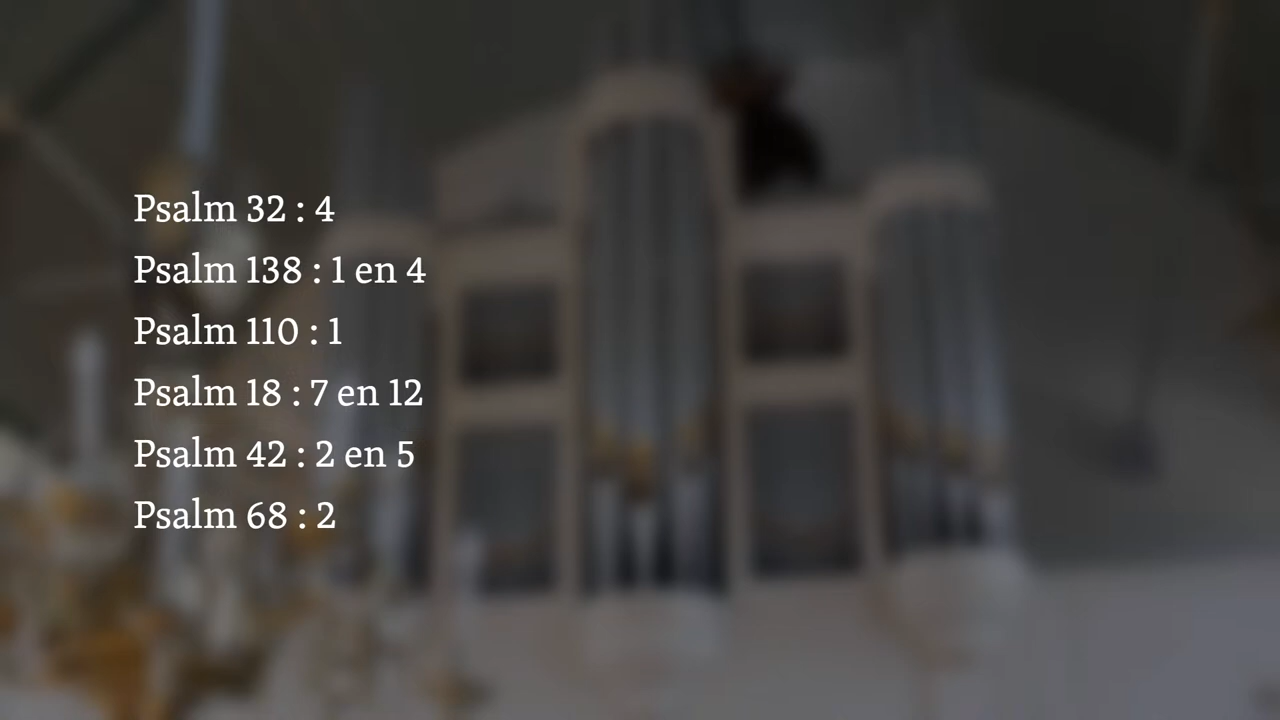 Psalm 32 : 4
Psalm 138 : 1 en 4
Psalm 110 : 1
Psalm 18 : 7 en 12
Psalm 42 : 2 en 5
Psalm 68 : 2